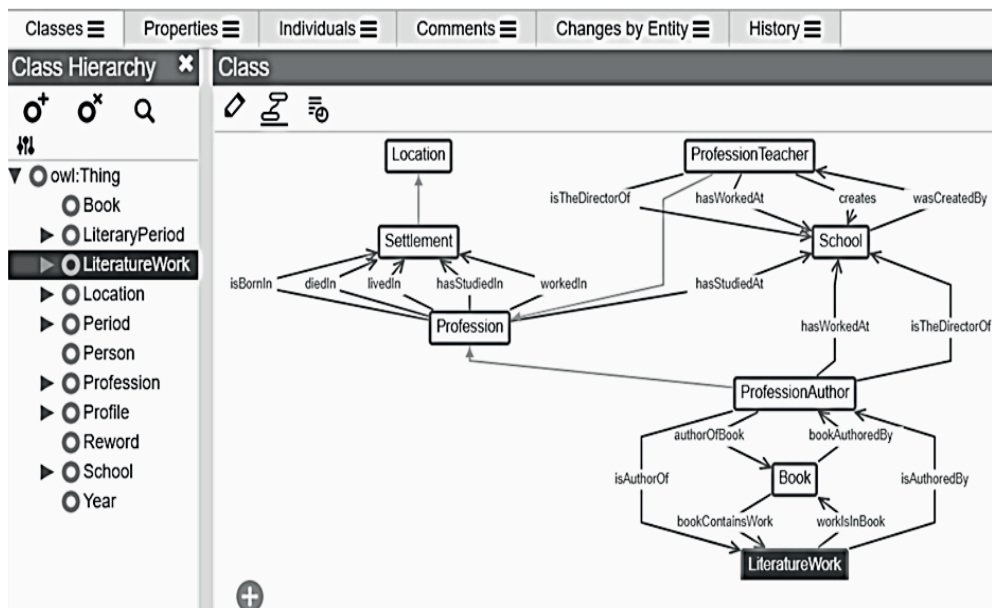 Classes Properties Individuals Comments Changes by Entity History
Class Hierarchy
Class
owl:Thing
Book
LiteraryPeriod
LiteratureWork
Location
Period
Person
Profession
Profile
Reword
School
Year
Location
ProfessionTeacher
isTheDirectorOf
hasWorkedAt
creates
wasCreatedBy
Settlement
School
isBornIn
diedIn
livedIn
hasStudiedIn
workedIn
hasStudiedAt
Profession
hasWorkedAt
isTheDirectorOf
ProfessionAuthor
authorOfBook
bookAuthoredBy
isAuthorOf
Book
isAuthoredBy
bookContainsWork
workIsInBook
LiteratureWork